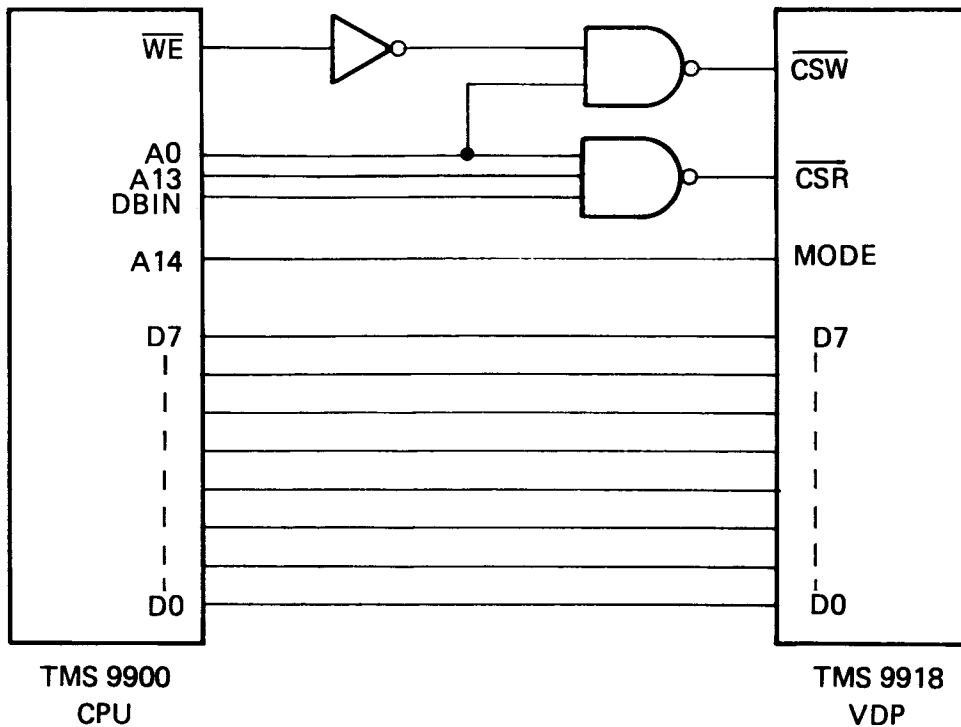 WE
CSW
A0
A13
DBIN
CSR
A14
MODE
D7
D7
D0
D0
TMS 9900
CPU
TMS 9918
VDP